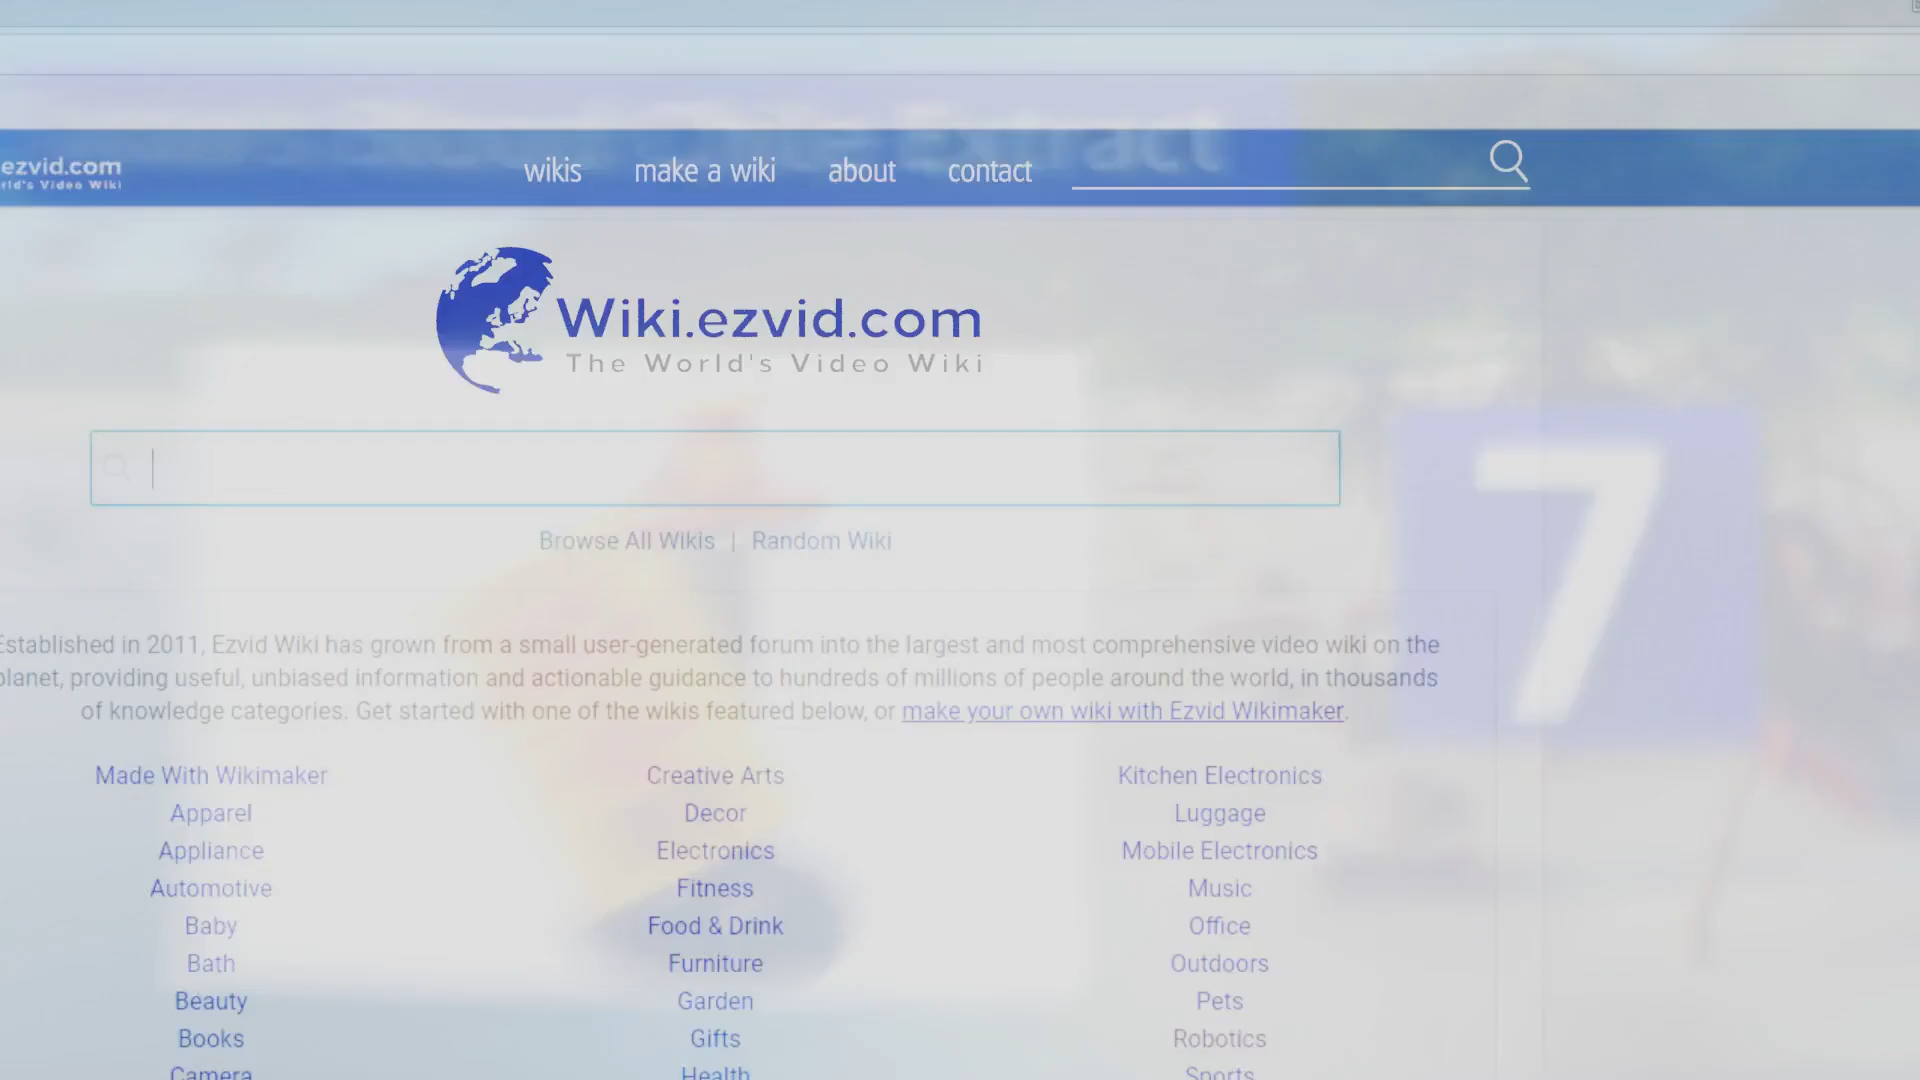 Extract
ezvid.com
wikis make a wiki about contact
rld's Video Wiki
Wiki.ezvid.com
The World's Video Wiki
7
Browse All Wikis | Random Wiki
Established in 2011, Ezvid Wiki has grown from a small user-generated forum into the largest and most comprehensive video wiki on the
planet, providing useful, unbiased information and actionable guidance to hundreds of millions of people around the world, in thousands
of knowledge categories. Get started with one of the wikis featured below, or make your own wiki with Ezvid Wikimaker.
Made With Wikimaker Creative Arts Kitchen Electronics
Apparel Decor Luggage
Appliance Electronics Mobile Electronics
Automotive Fitness Music
Baby Food & Drink Office
Bath Furniture Outdoors
Beauty Garden Pets
Books Gifts Robotics
Camera Health Sports